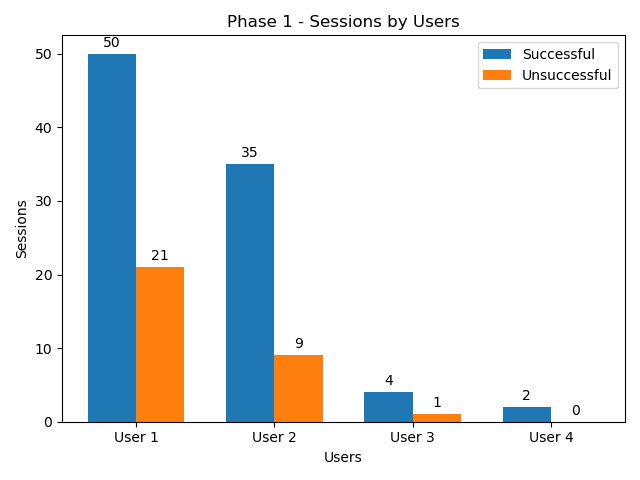 Phase 1 - Sessions by Users
Successful
Unsuccessful
Sessions
50
40
30
20
10
0
50
21
35
9
4
1
2
0
User 1
User 2
User 3
User 4
Users